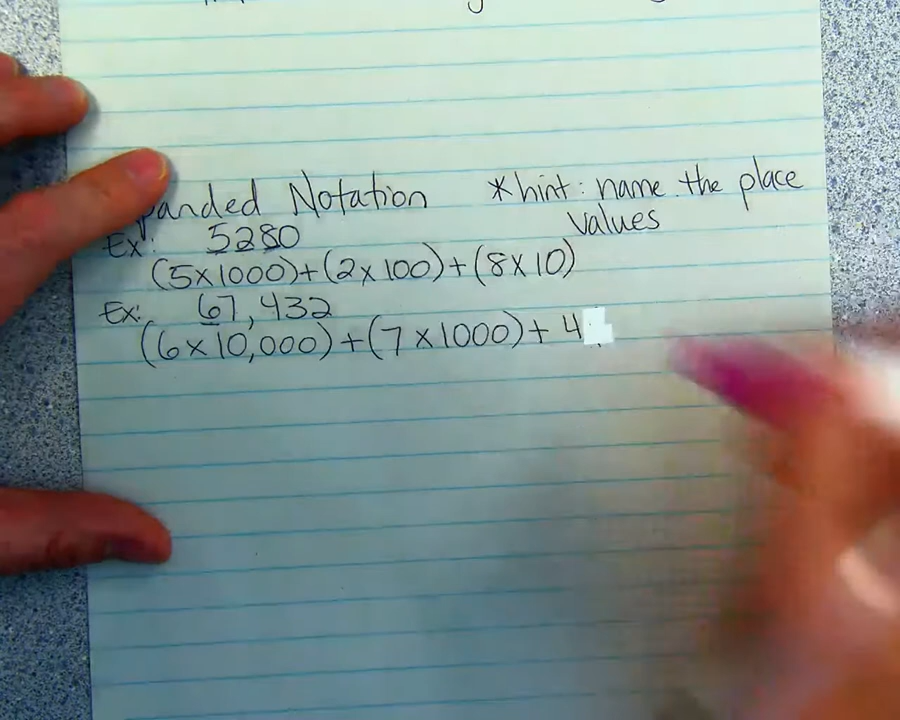 panded Notation *hint: name the place values
Ex: 5280
(5x1000)+(2x100)+(8x10)
Ex: 67,432
(6x10,000)+(7x1000)+ 4